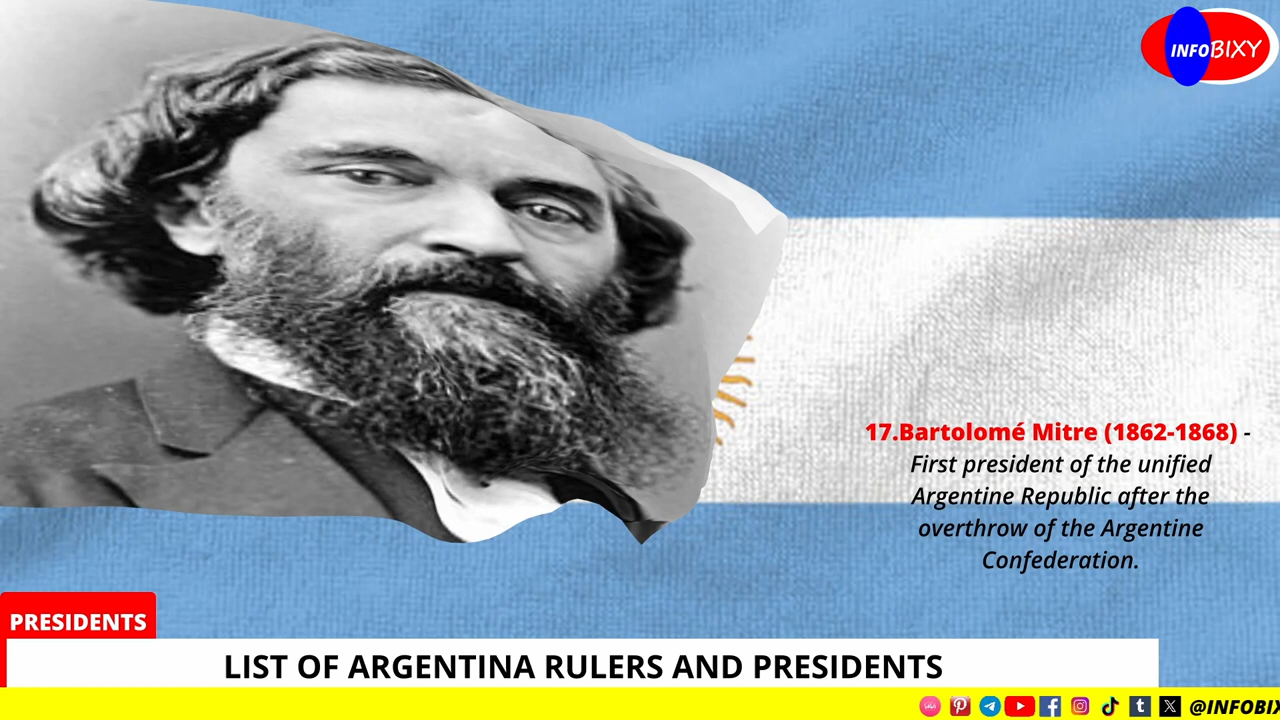 INFOBIXY
17.Bartolomé Mitre (1862-1868) -
First president of the unified
Argentine Republic after the
overthrow of the Argentine
Confederation.
PRESIDENTS
LIST OF ARGENTINA RULERS AND PRESIDENTS
@INFOBIX